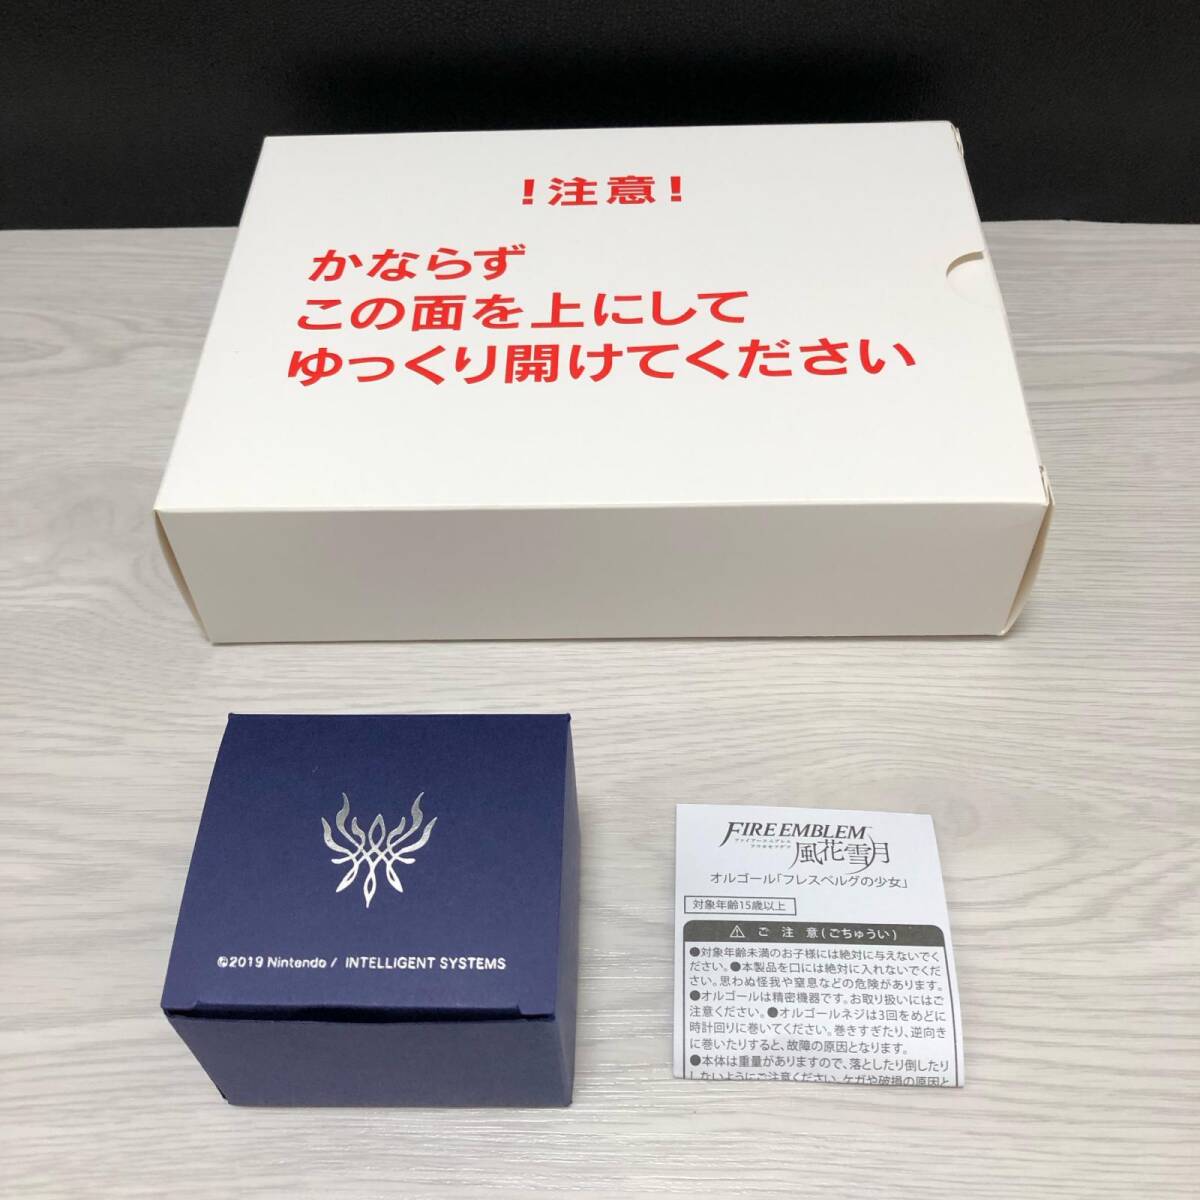 ！注意！
かならず
この面を上にして
ゆっくり開けてください
©2019 Nintendo / INTELLIGENT SYSTEMS
FIRE EMBLEM™
風花雪月
オルゴール「フレスベルグの少女」
対象年齢15歳以上
⚠ ご 注 意(ごちゅうい)
●対象年齢未満のお子様には絶対に与えないでく
ださい。●本製品を口には絶対に入れないでくだ
さい。思わぬ怪我や窒息などの危険があります。
●オルゴールは精密機器です。お取り扱いにはご
注意ください。●オルゴールネジは3回をめどに
時計回りに巻いてください。巻きすぎたり、逆向き
に巻いたりすると、故障の原因となります。
●本体は重量がありますので、落としたり倒したり
しないようにご注意ください。ケガや破損の原因と